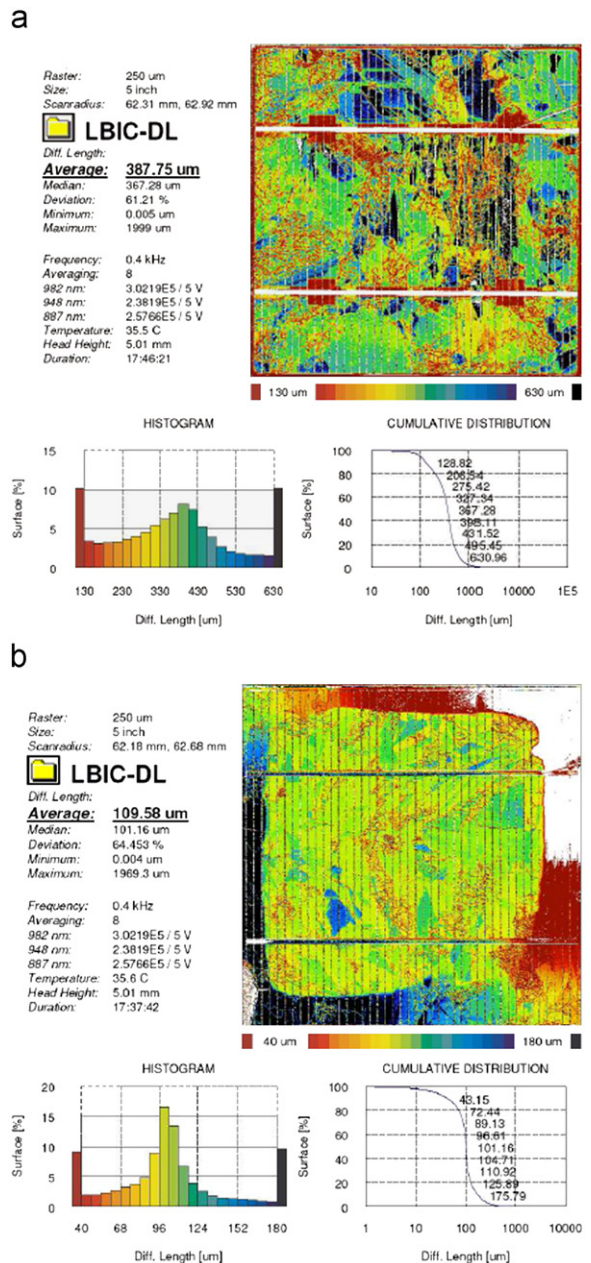 a
Raster: 250 um
Size: 5 inch
Scanradius: 62.31 mm, 62.92 mm
LBIC-DL
Diff. Length:
Average: 387.75 um
Median: 367.28 um
Deviation: 61.21 %
Minimum: 0.005 um
Maximum: 1999 um
Frequency: 0.4 kHz
Averaging: 8
982 nm: 3.0219E5 / 5 V
948 nm: 2.3819E5 / 5 V
887 nm: 2.5766E5 / 5 V
Temperature: 35.5 C
Head Height: 5.01 mm
Duration: 17:46:21
130 um 630 um
HISTOGRAM
Surface [%]
15
10
5
0
130 230 330 430 530 630
Diff. Length [um]
CUMULATIVE DISTRIBUTION
Surface [%]
100
80
60
40
20
0
128.82
206.54
275.42
327.34
367.28
398.11
431.52
495.45
630.96
10 100 1000 10000 1E5
Diff. Length [um]
b
Raster: 250 um
Size: 5 inch
Scanradius: 62.18 mm, 62.68 mm
LBIC-DL
Diff. Length:
Average: 109.58 um
Median: 101.16 um
Deviation: 64.453 %
Minimum: 0.004 um
Maximum: 1969.3 um
Frequency: 0.4 kHz
Averaging: 8
982 nm: 3.0219E5 / 5 V
948 nm: 2.3819E5 / 5 V
887 nm: 2.5766E5 / 5 V
Temperature: 35.6 C
Head Height: 5.01 mm
Duration: 17:37:42
40 um 180 um
HISTOGRAM
Surface [%]
20
15
10
5
0
40 68 96 124 152 180
Diff. Length [um]
CUMULATIVE DISTRIBUTION
Surface [%]
100
80
60
40
20
0
43.15
72.44
89.13
96.61
101.16
104.71
110.92
125.89
175.79
1 10 100 1000 10000
Diff. Length [um]